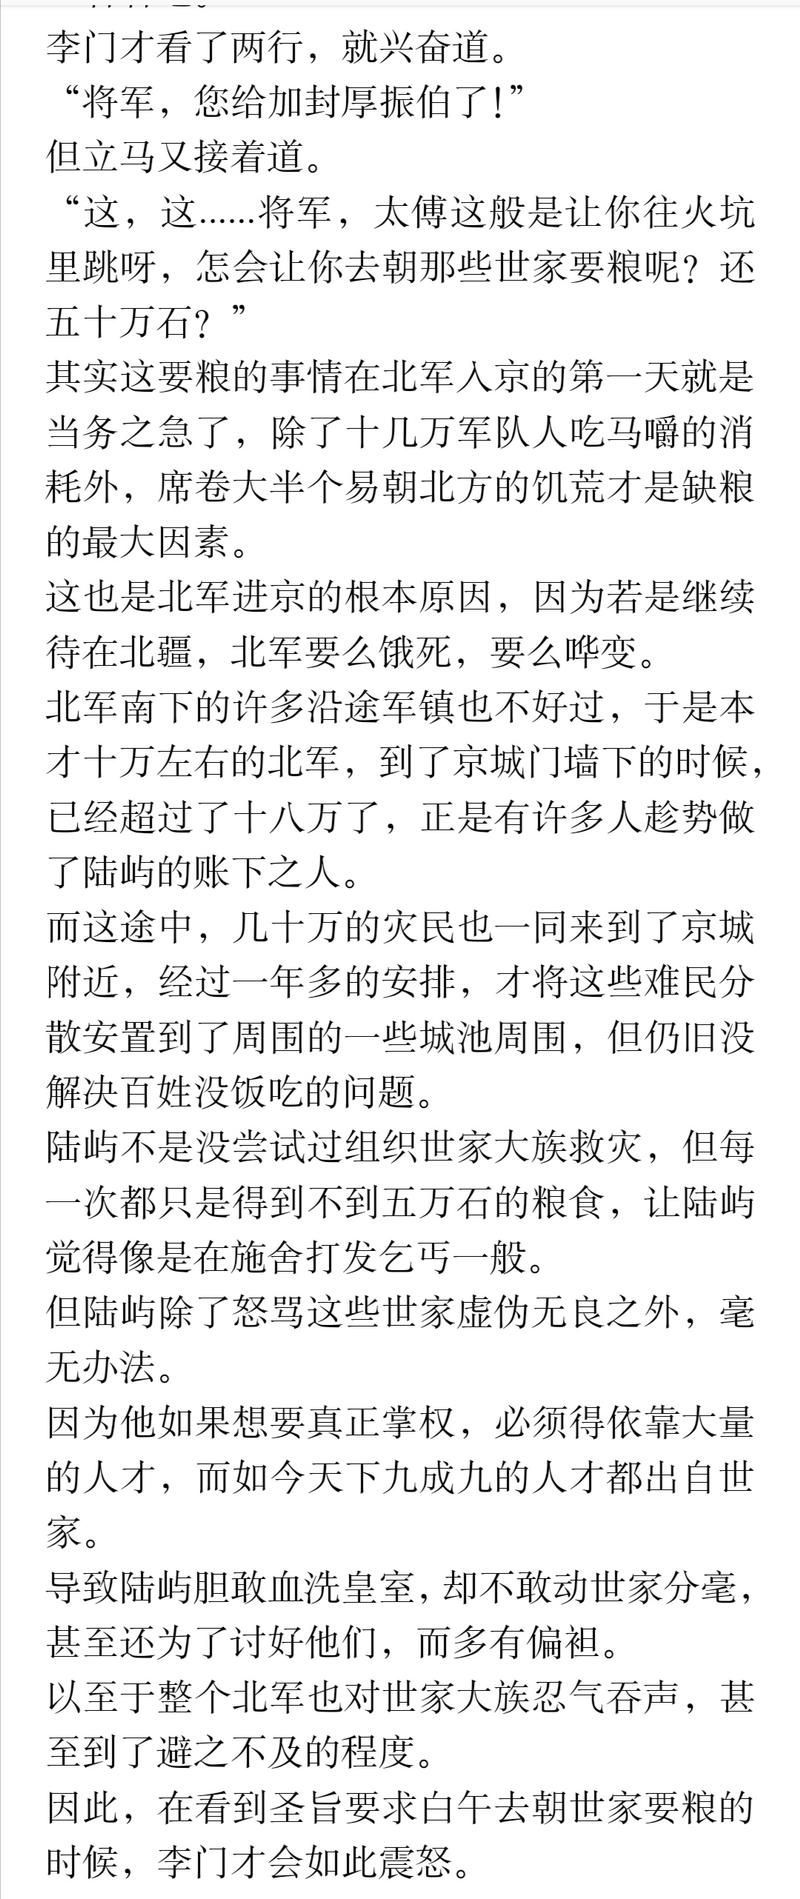 李门才看了两行，就兴奋道。
“将军，您给加封厚振伯了！”
但立马又接着道。
“这，这......将军，太傅这般是让你往火坑
里跳呀，怎会让你去朝那些世家要粮呢？还
五十万石？”
其实这要粮的事情在北军入京的第一天就是
当务之急了，除了十几万军队人吃马嚼的消
耗外，席卷大半个易朝北方的饥荒才是缺粮
的最大因素。
这也是北军进京的根本原因，因为若是继续
待在北疆，北军要么饿死，要么哗变。
北军南下的许多沿途军镇也不好过，于是本
才十万左右的北军，到了京城门墙下的时候，
已经超过了十八万了，正是有许多人趁势做
了陆屿的账下之人。
而这途中，几十万的灾民也一同来到了京城
附近，经过一年多的安排，才将这些难民分
散安置到了周围的一些城池周围，但仍旧没
解决百姓没饭吃的问题。
陆屿不是没尝试过组织世家大族救灾，但每
一次都只是得到不到五万石的粮食，让陆屿
觉得像是在施舍打发乞丐一般。
但陆屿除了怒骂这些世家虚伪无良之外，毫
无办法。
因为他如果想要真正掌权，必须得依靠大量
的人才，而如今天下九成九的人才都出自世
家。
导致陆屿胆敢血洗皇室，却不敢动世家分毫，
甚至还为了讨好他们，而多有偏袒。
以至于整个北军也对世家大族忍气吞声，甚
至到了避之不及的程度。
因此，在看到圣旨要求白午去朝世家要粮的
时候，李门才会如此震怒。